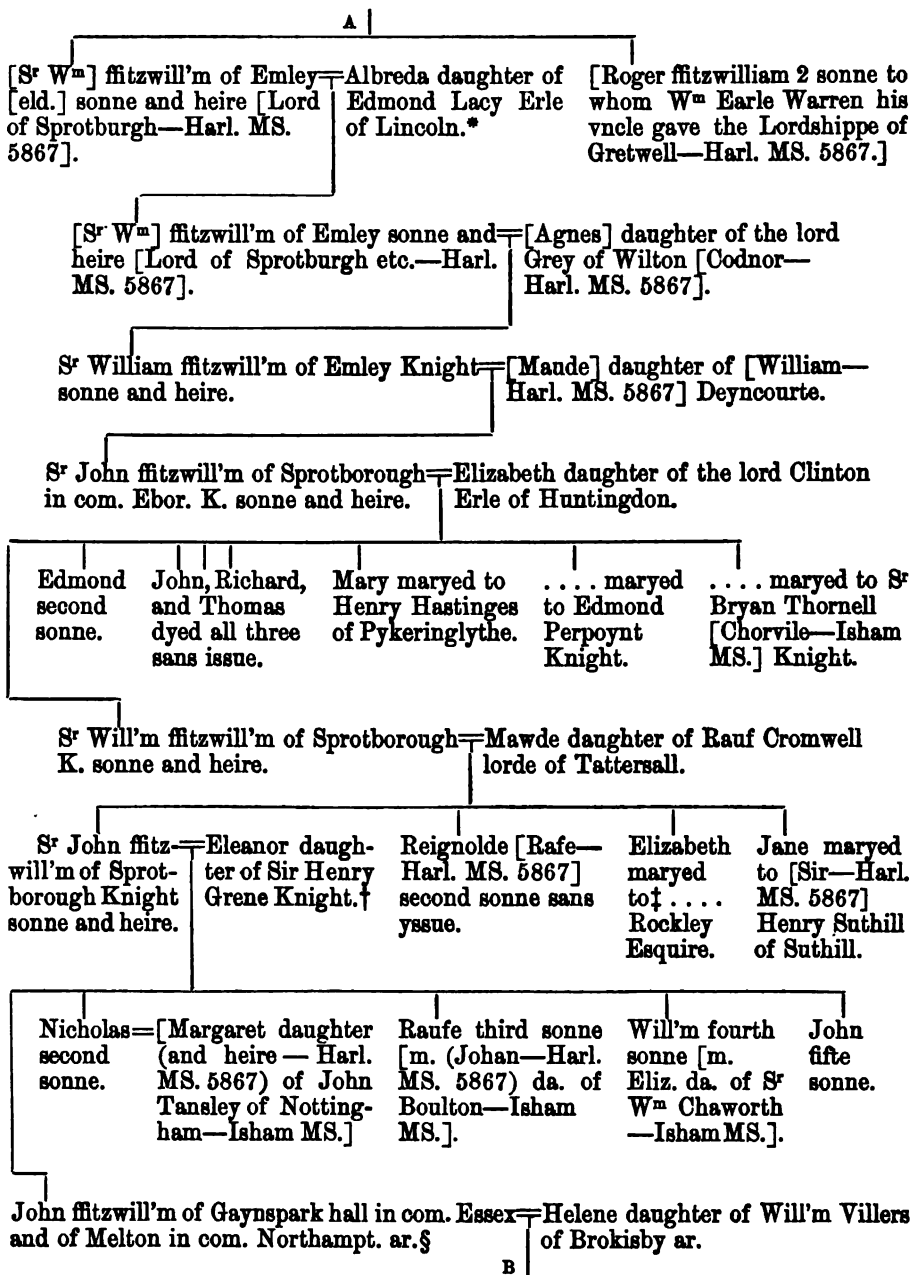 A
[Sʳ Wᵐ] ffitzwill'm of Emley
[eld.] sonne and heire [Lord
of Sprotburgh—Harl. MS.
5867].
Albreda daughter of
Edmond Lacy Erle
of Lincoln.*
[Roger ffitzwilliam 2 sonne to
whom Wᵐ Earle Warren his
vncle gave the Lordshippe of
Gretwell—Harl. MS. 5867.]
[Sʳ Wᵐ] ffitzwill'm of Emley sonne and
heire [Lord of Sprotburgh etc.—Harl.
MS. 5867].
[Agnes] daughter of the lord
Grey of Wilton [Codnor—
Harl. MS. 5867].
Sʳ William ffitzwill'm of Emley Knight
sonne and heire.
[Maude] daughter of [William—
Harl. MS. 5867] Deyncourte.
Sʳ John ffitzwill'm of Sprotborough
in com. Ebor. K. sonne and heire.
Elizabeth daughter of the lord Clinton
Erle of Huntingdon.
Edmond
second
sonne.
John, Richard,
and Thomas
dyed all three
sans issue.
Mary maryed to
Henry Hastinges
of Pykeringlythe.
. . . . maryed
to Edmond
Perpoynt
Knight.
. . . . maryed to Sʳ
Bryan Thornell
[Chorvile—Isham
MS.] Knight.
Sʳ Will'm ffitzwill'm of Sprotborough
K. sonne and heire.
Mawde daughter of Rauf Cromwell
lorde of Tattersall.
Sʳ John ffitz-
will'm of Sprot-
borough Knight
sonne and heire.
Eleanor daugh-
ter of Sir Henry
Grene Knight.†
Reignolde [Rafe—
Harl. MS. 5867]
second sonne sans
yssue.
Elizabeth
maryed
to‡ . . . .
Rockley
Esquire.
Jane maryed
to [Sir—Harl.
MS. 5867]
Henry Suthill
of Suthill.
Nicholas=
second
sonne.
[Margaret daughter
(and heire — Harl.
MS. 5867) of John
Tansley of Notting-
ham—Isham MS.]
Raufe third sonne
[m. (Johan—Harl.
MS. 5867) da. of
Boulton—Isham
MS.].
Will'm fourth
sonne [m.
Eliz. da. of Sʳ
Wᵐ Chaworth
—Isham MS.].
John
fifte
sonne.
John ffitzwill'm of Gaynspark hall in com. Essex
and of Melton in com. Northampt. ar.§
Helene daughter of Will'm Villers
of Brokisby ar.
B